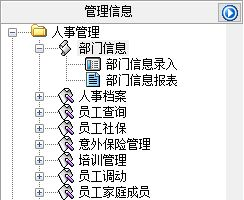 管理信息
人事管理
部门信息
部门信息录入
部门信息报表
人事档案
员工查询
员工社保
意外保险管理
培训管理
员工调动
员工家庭成员